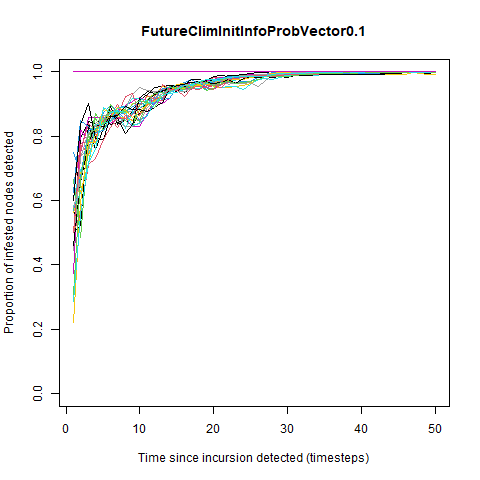 FutureClimInitInfoProbVector0.1
Proportion of infested nodes detected
1.0
0.8
0.6
0.4
0.2
0.0
0 10 20 30 40 50
Time since incursion detected (timesteps)